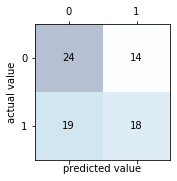 0 1
0 24 14
1 19 18
actual value
predicted value